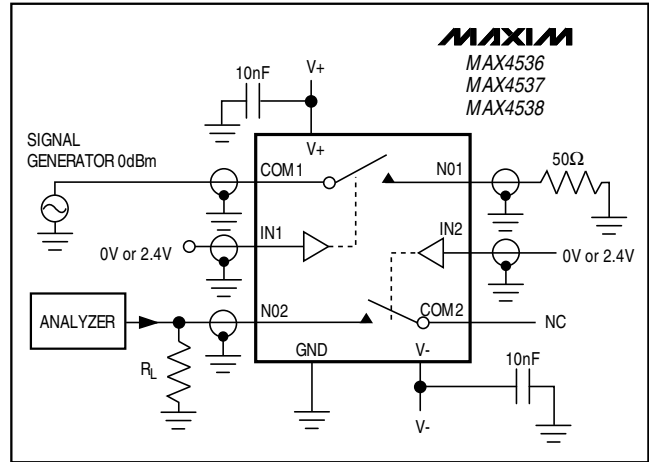 MAXIM
MAX4536
MAX4537
MAX4538
10nF
V+
SIGNAL
GENERATOR 0dBm
V+
COM1
N01
50Ω
IN1
IN2
0V or 2.4V
0V or 2.4V
ANALYZER
N02
COM2
NC
GND
V-
10nF
RL
V-